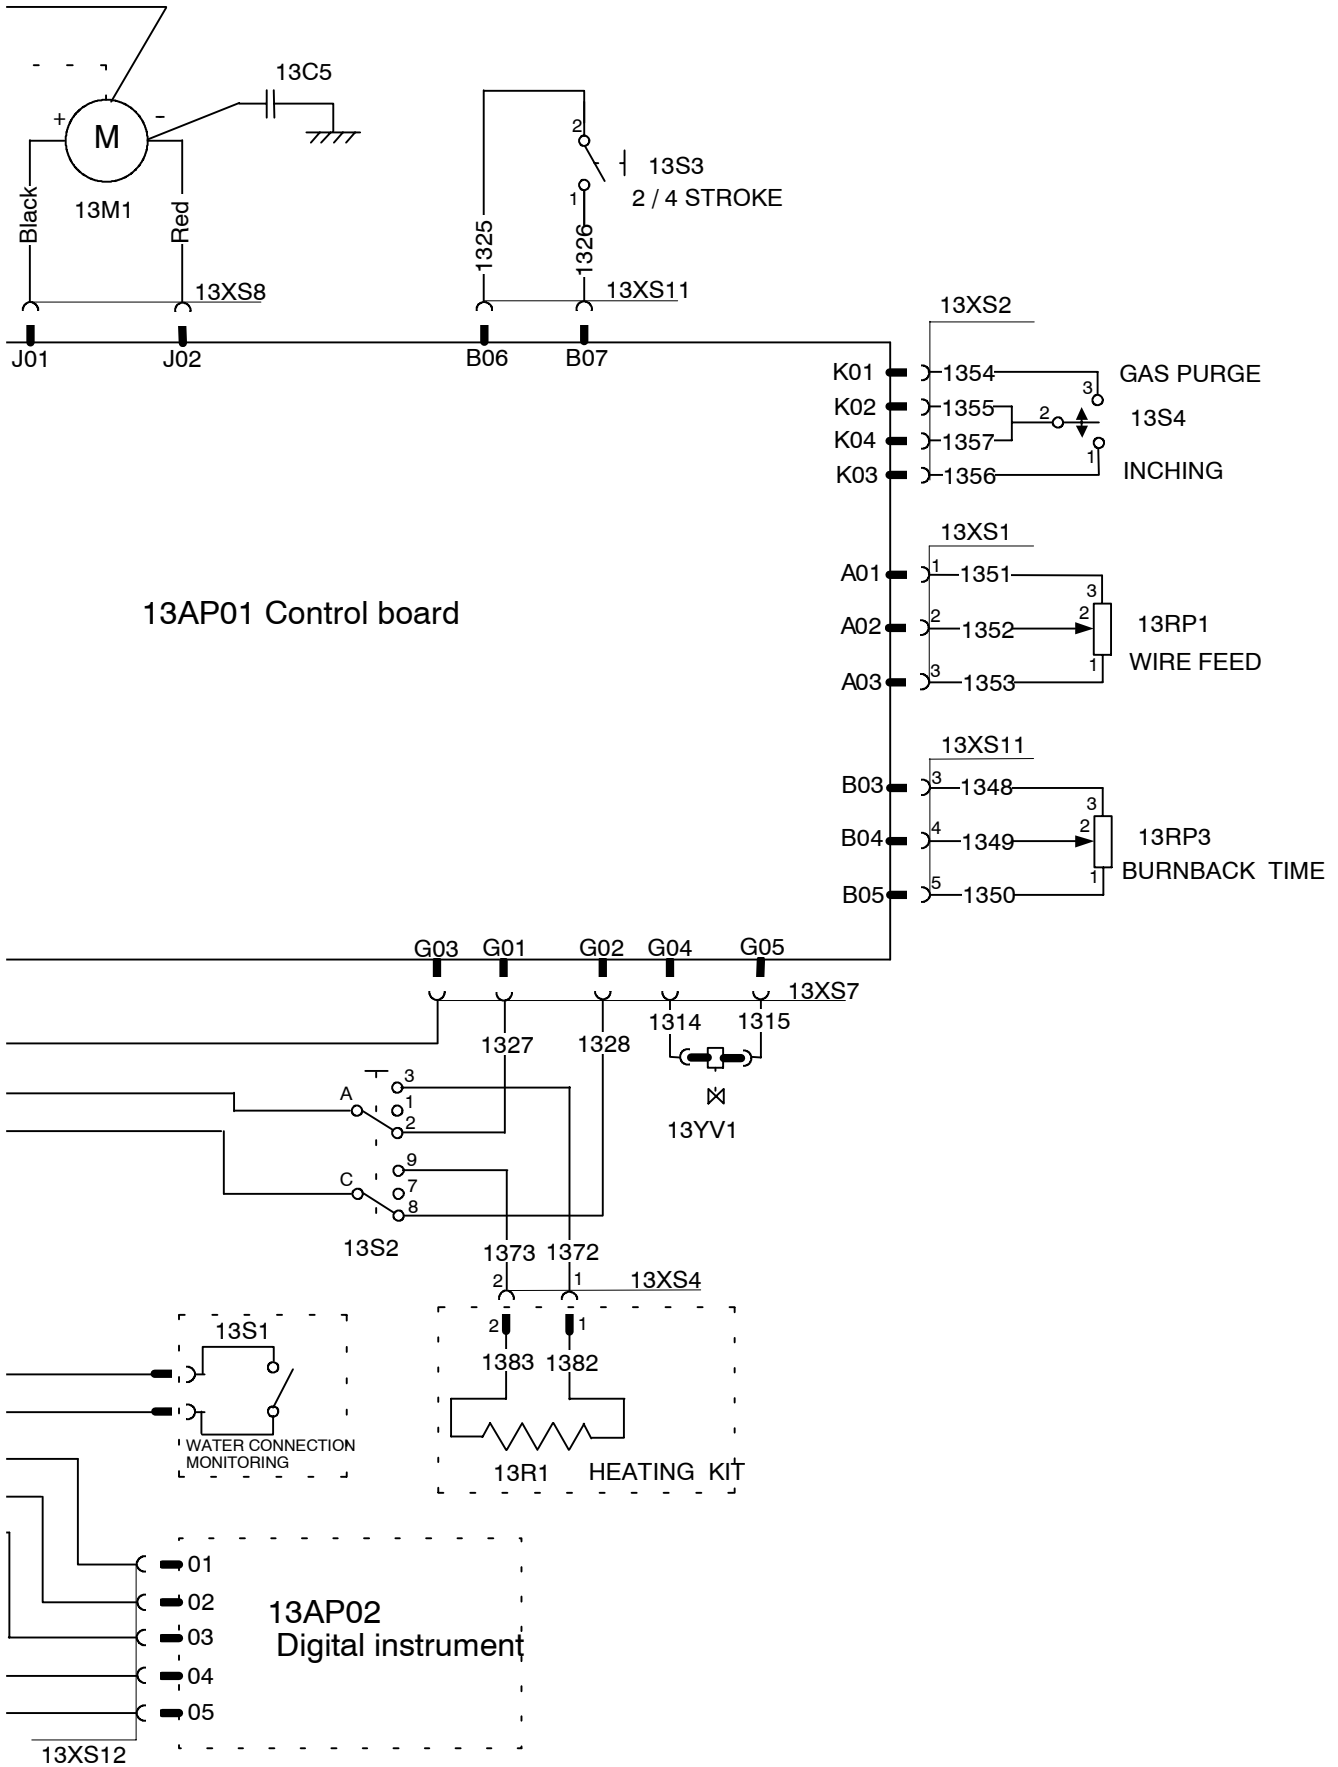 13C5
+
-
M
2
13S3
2 / 4 STROKE
1
13M1
Black
Red
1325
1326
13XS8
13XS11
J01
J02
B06
B07
13XS2
K01
1354
3
GAS PURGE
K02
1355
2
13S4
K04
1357
1
INCHING
K03
1356
13XS1
A01
1
1351
3
13AP01 Control board
A02
2
1352
2
13RP1
WIRE FEED
A03
3
1353
1
13XS11
B03
3
1348
3
B04
4
1349
2
13RP3
BURNBACK TIME
B05
5
1350
1
G03
G01
G02
G04
G05
13XS7
1327
1328
1314
1315
A
3
1
2
13YV1
C
9
7
8
13S2
1373
1372
2
1
13XS4
13S1
2
1
1383
1382
WATER CONNECTION
MONITORING
13R1
HEATING KIT
01
02
03
04
05
13AP02
Digital instrument
13XS12